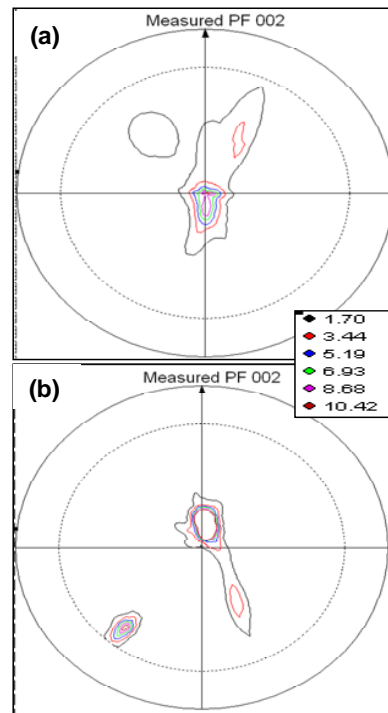 Measured PF 002
(a)
1.70
3.44
5.19
6.93
8.68
10.42
Measured PF 002
(b)